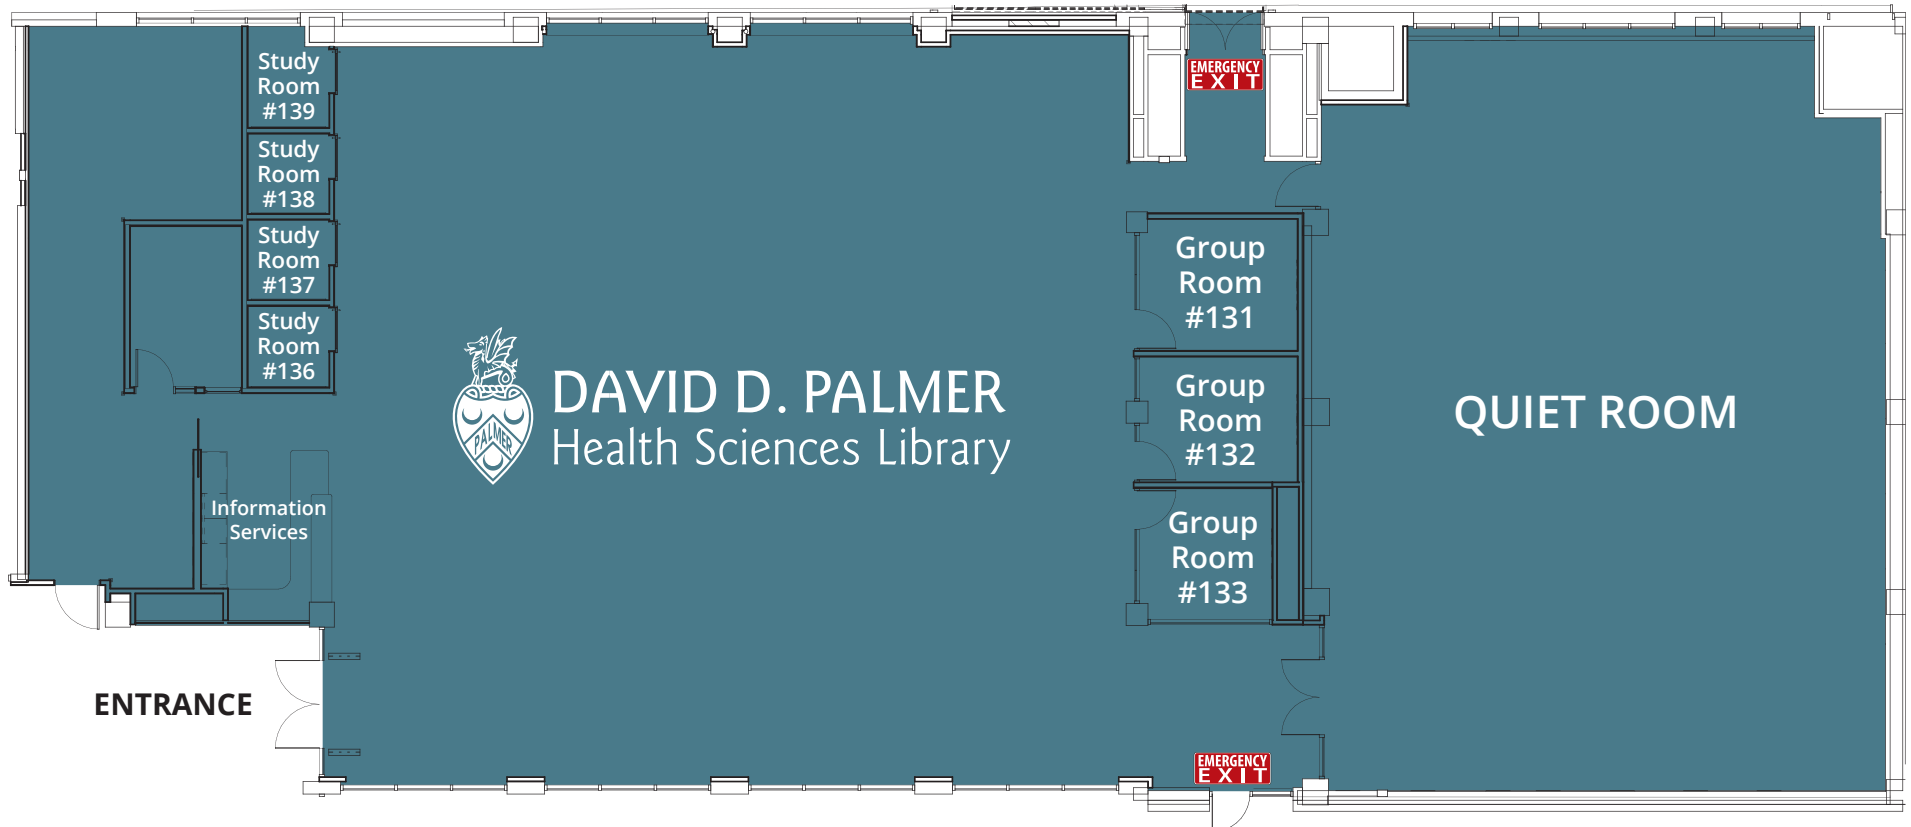 Study
Room
#139
Study
Room
#138
Study
Room
#137
Study
Room
#136
Information
Services
ENTRANCE
DAVID D. PALMER
Health Sciences Library
PALMER
EMERGENCY
EXIT
Group
Room
#131
Group
Room
#132
Group
Room
#133
EMERGENCY
EXIT
QUIET ROOM